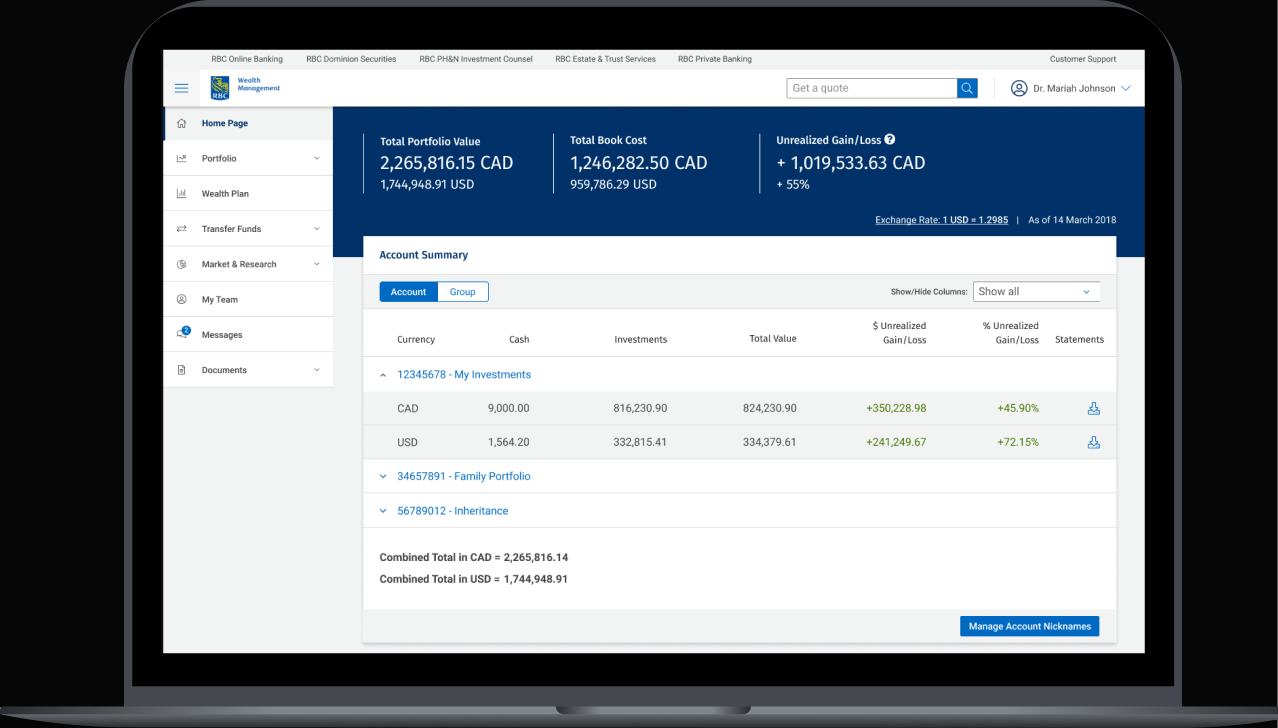 RBC Online Banking RBC Dominion Securities RBC PH&N Investment Counsel RBC Estate & Trust Services RBC Private Banking Customer Support
RBC
Wealth
Management
Get a quote
Dr. Mariah Johnson
Home Page
Portfolio
Wealth Plan
Transfer Funds
Market & Research
My Team
2
Messages
Documents
Total Portfolio Value
2,265,816.15 CAD
1,744,948.91 USD
Total Book Cost
1,246,282.50 CAD
959,786.29 USD
Unrealized Gain/Loss ?
+ 1,019,533.63 CAD
+ 55%
Exchange Rate: 1 USD = 1.2985 | As of 14 March 2018
Account Summary
Account Group
Show/Hide Columns: Show all
Currency Cash Investments Total Value $ Unrealized Gain/Loss % Unrealized Gain/Loss Statements
12345678 - My Investments
CAD 9,000.00 816,230.90 824,230.90 +350,228.98 +45.90%
USD 1,564.20 332,815.41 334,379.61 +241,249.67 +72.15%
34657891 - Family Portfolio
56789012 - Inheritance
Combined Total in CAD = 2,265,816.14
Combined Total in USD = 1,744,948.91
Manage Account Nicknames